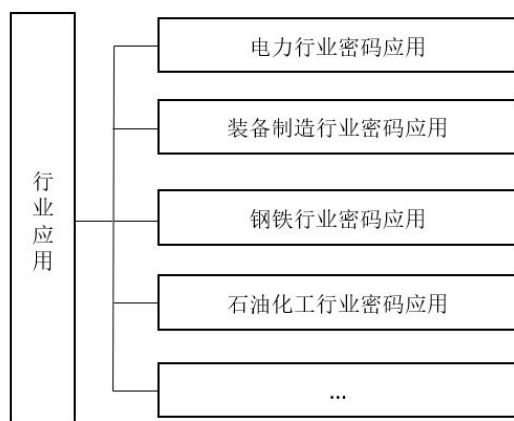 行业应用
电力行业密码应用
装备制造行业密码应用
钢铁行业密码应用
石油化工行业密码应用
...